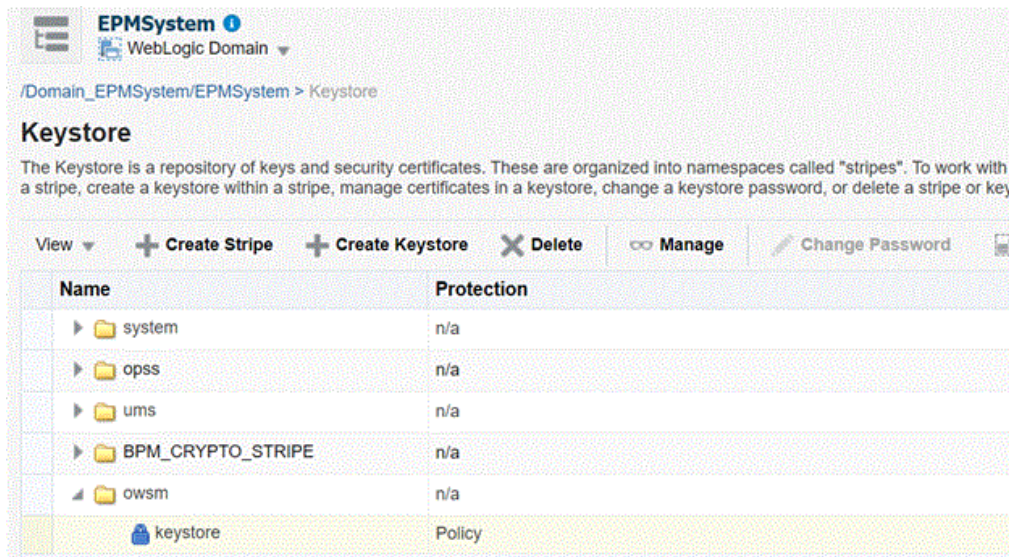 EPMSystem
WebLogic Domain
/Domain_EPMSystem/EPMSystem > Keystore
Keystore
The Keystore is a repository of keys and security certificates. These are organized into namespaces called "stripes". To work with
a stripe, create a keystore within a stripe, manage certificates in a keystore, change a keystore password, or delete a stripe or key
View Create Stripe Create Keystore Delete Manage Change Password
Name Protection
system n/a
opss n/a
ums n/a
BPM_CRYPTO_STRIPE n/a
owsm n/a
keystore Policy